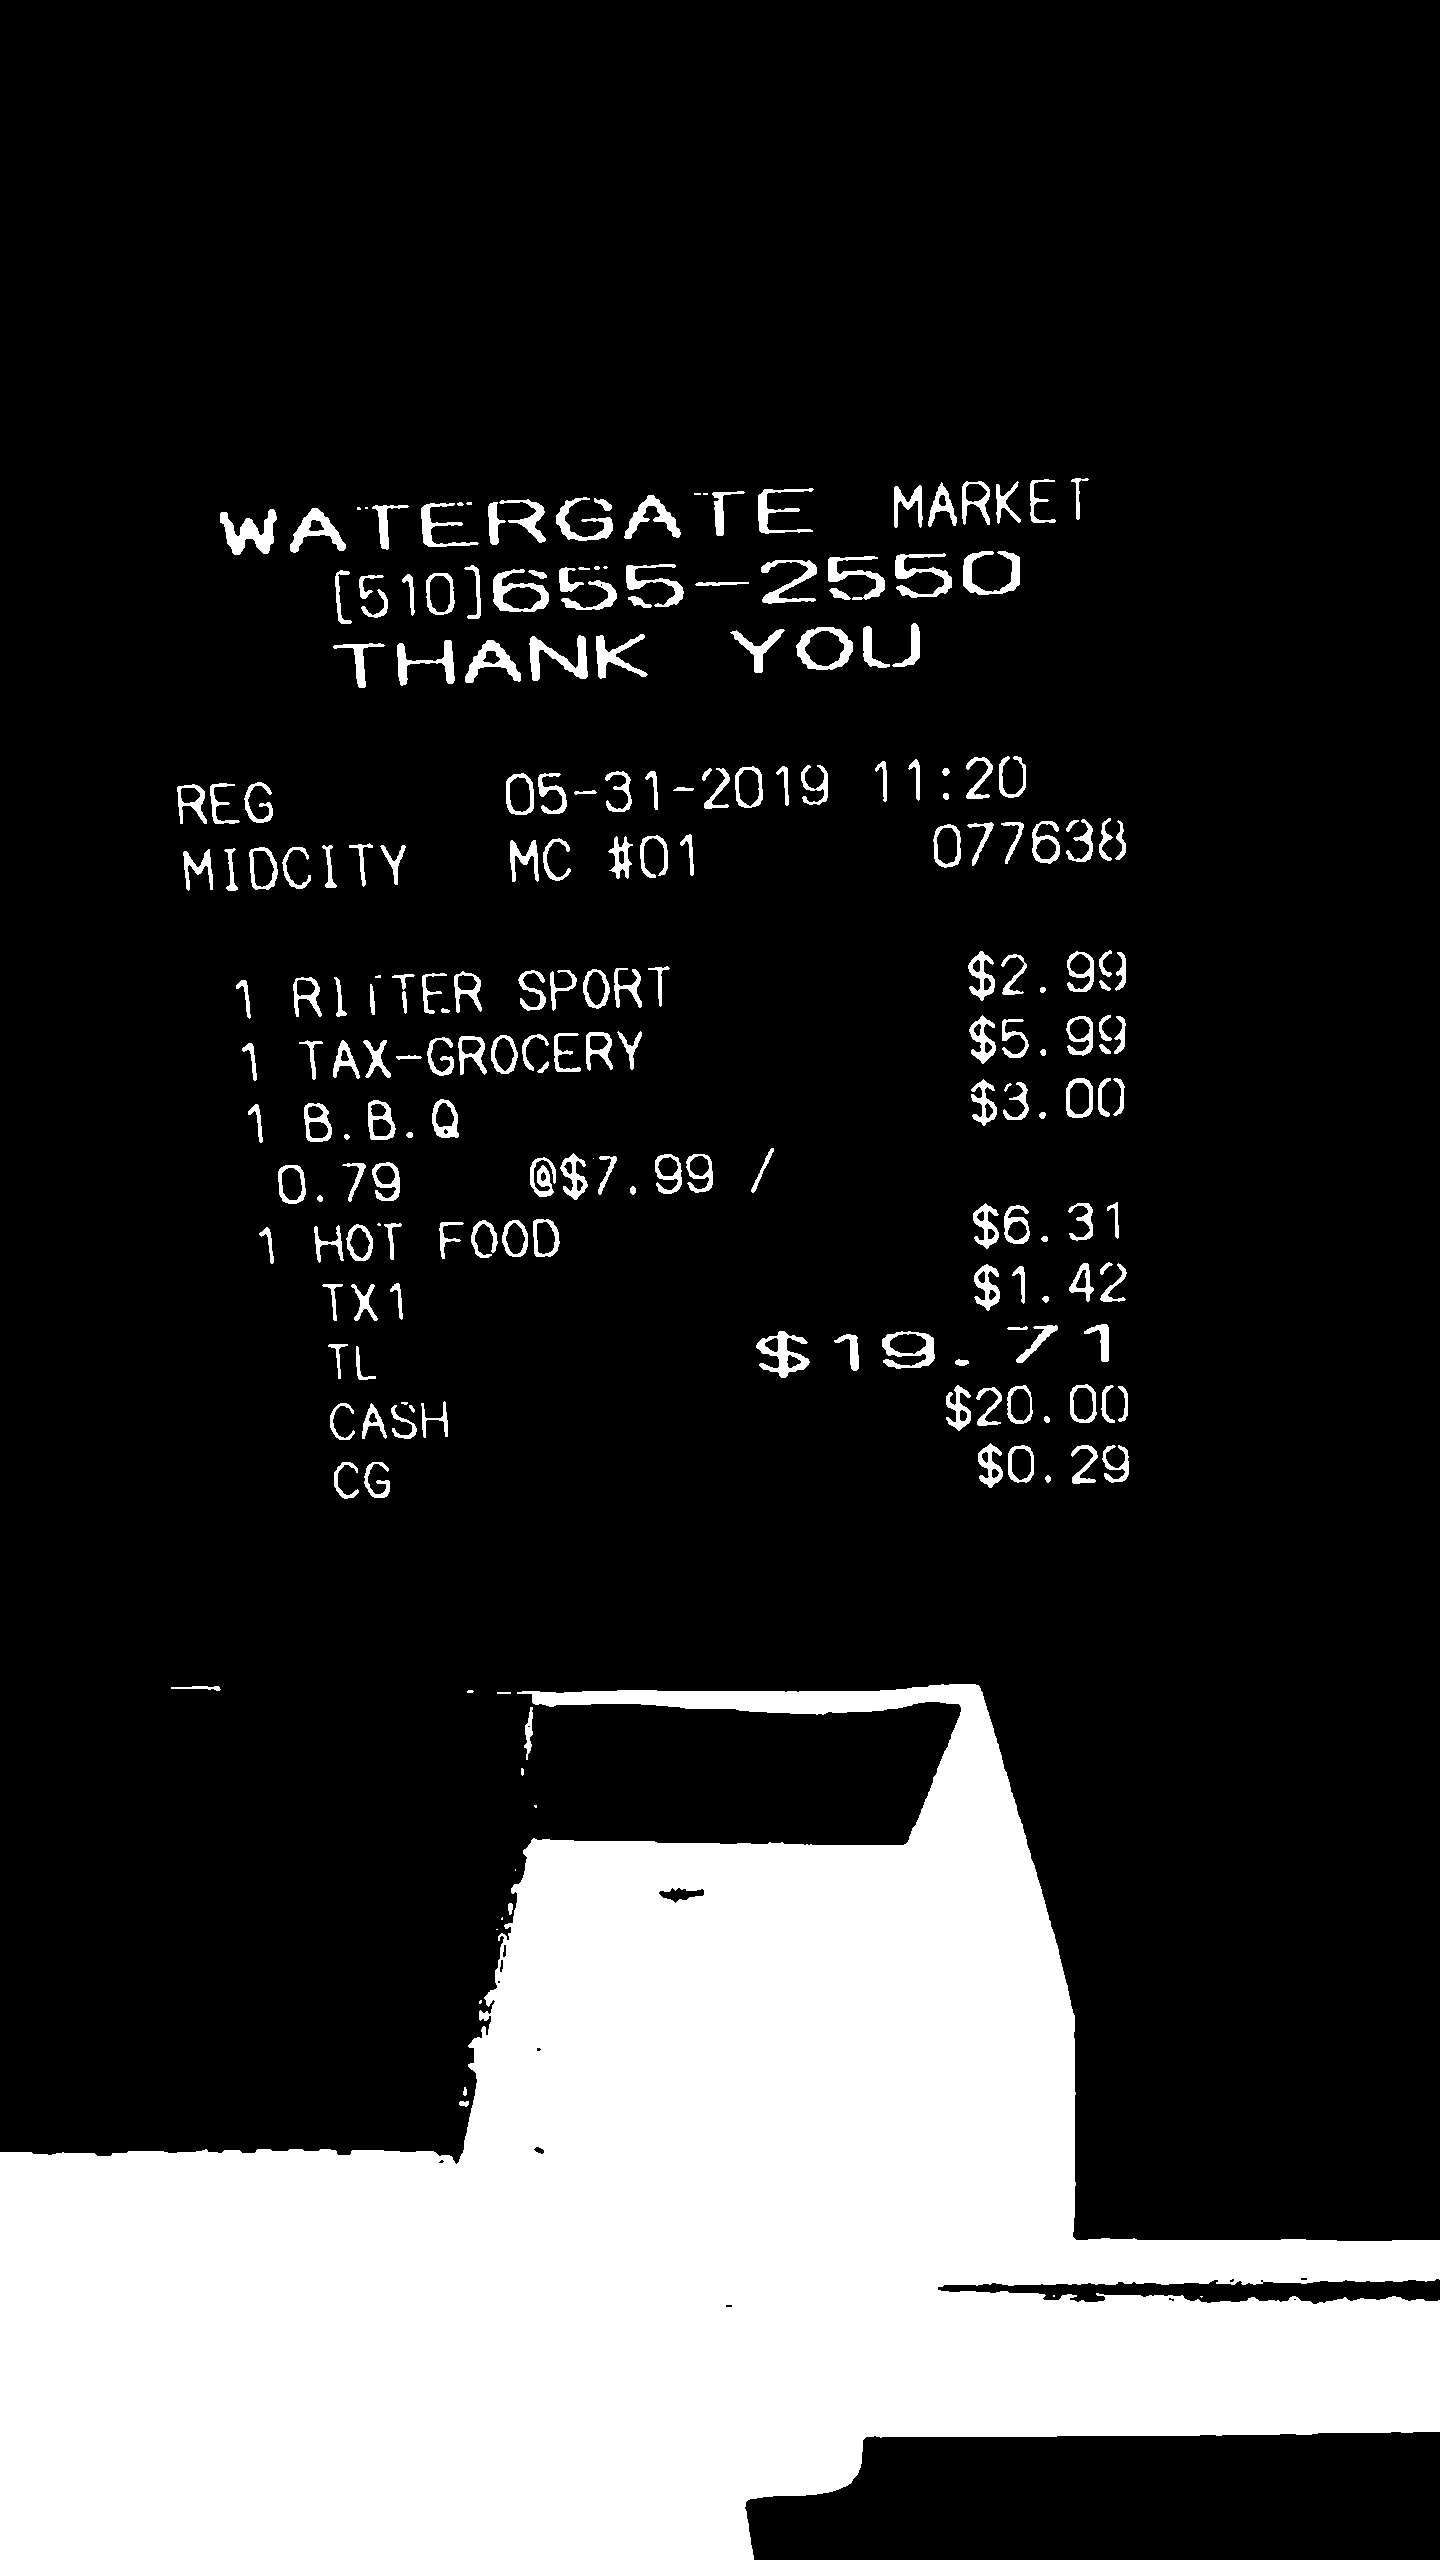 WATERGATE MARKET
[510]655-2550
THANK YOU
REG 05-31-2019 11:20
MIDCITY MC #01 077638
1 RITTER SPORT $2.99
1 TAX-GROCERY $5.99
1 B.B.Q $3.00
0.79 @$7.99 /
1 HOT FOOD $6.31
TX1 $1.42
TL $19.71
CASH $20.00
CG $0.29